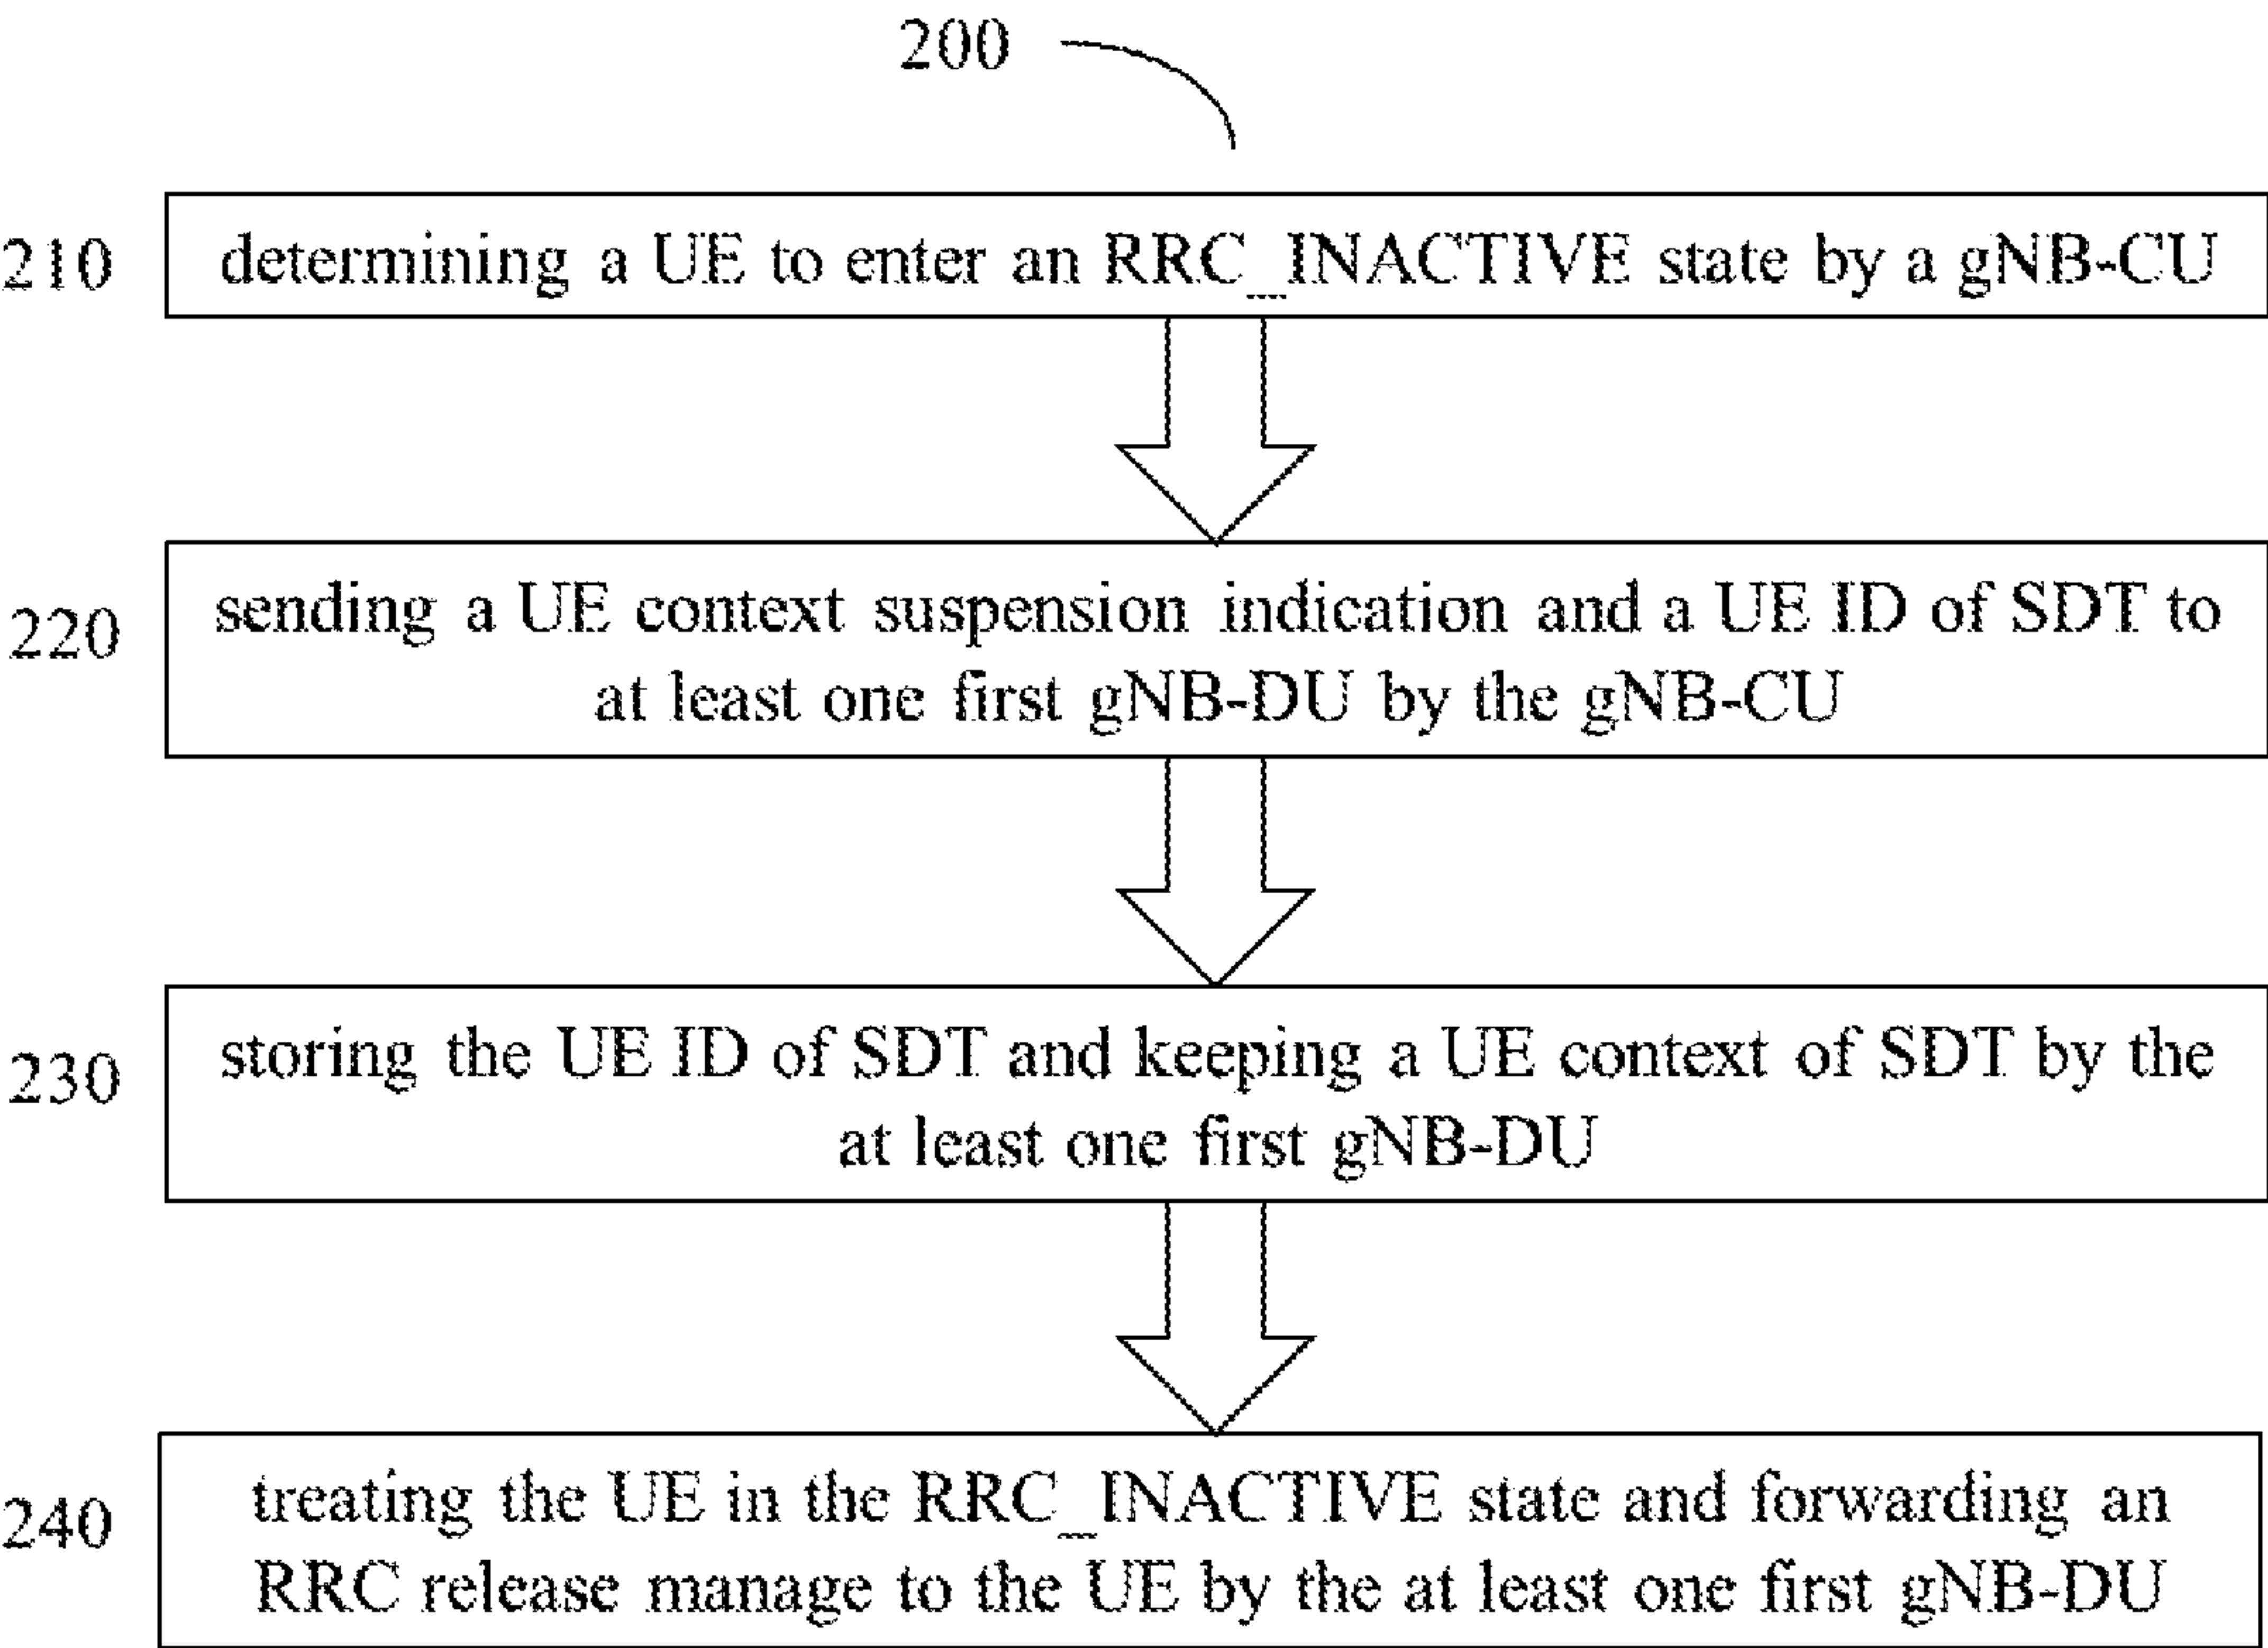 200
210
determining a UE to enter an RRC_INACTIVE state by a gNB-CU
220
sending a UE context suspension indication and a UE ID of SDT to
at least one first gNB-DU by the gNB-CU
230
storing the UE ID of SDT and keeping a UE context of SDT by the
at least one first gNB-DU
240
treating the UE in the RRC_INACTIVE state and forwarding an
RRC release manage to the UE by the at least one first gNB-DU